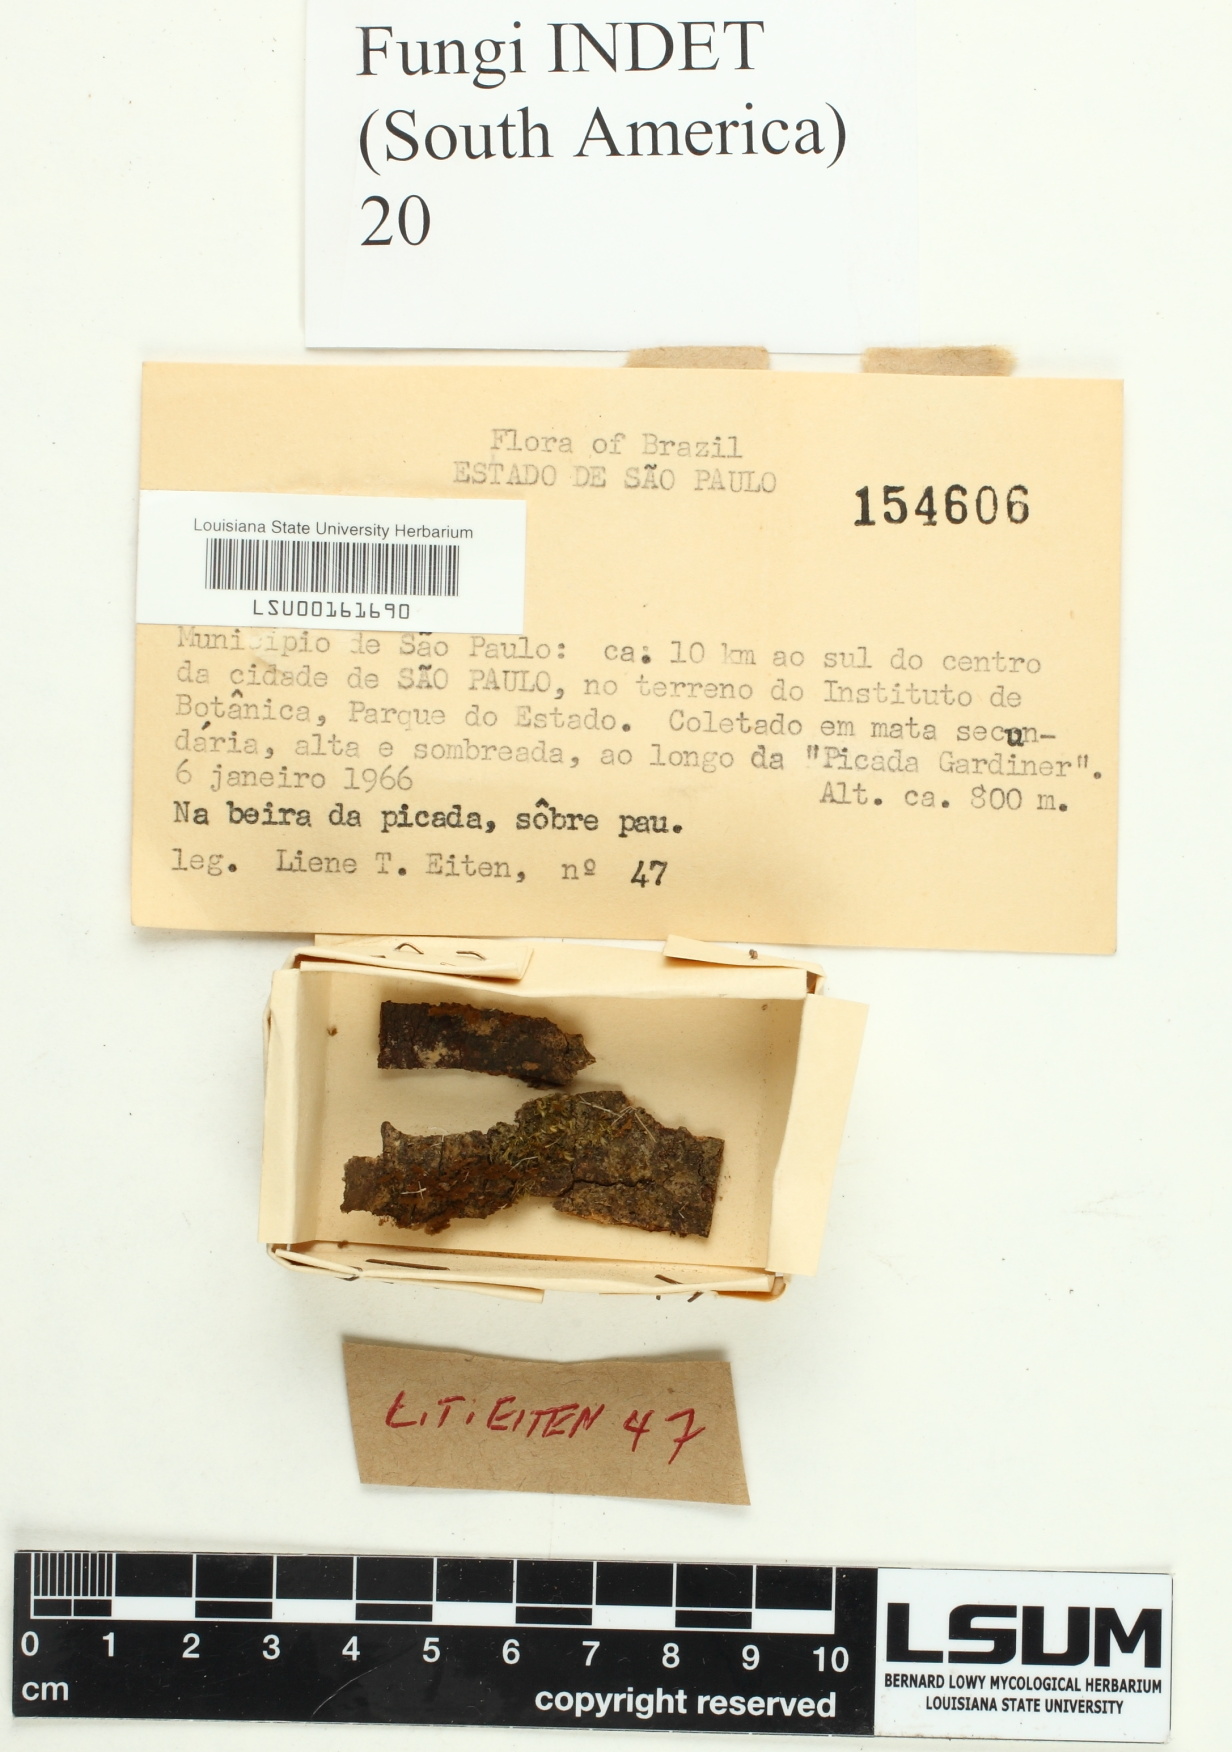 Fungi INDET
(South America)
20
Flora of Brazil
ESTADO DE SÃO PAULO
154606
Louisiana State University Herbarium
LSU00161690
Município de São Paulo: ca. 10 km ao sul do centro
da cidade de SÃO PAULO, no terreno do Instituto de
Botânica, Parque do Estado. Coletado em mata secun-
dária, alta e sombreada, ao longo da "Picada Gardiner".
6 janeiro 1966
Alt. ca. 800 m.
Na beira da picada, sôbre pau.
leg. Liene T. Eiten, nº 47
L.T. EITEN 47
0 1 2 3 4 5 6 7 8 9 10
cm
copyright reserved
LSUM
BERNARD LOWY MYCOLOGICAL HERBARIUM
LOUISIANA STATE UNIVERSITY